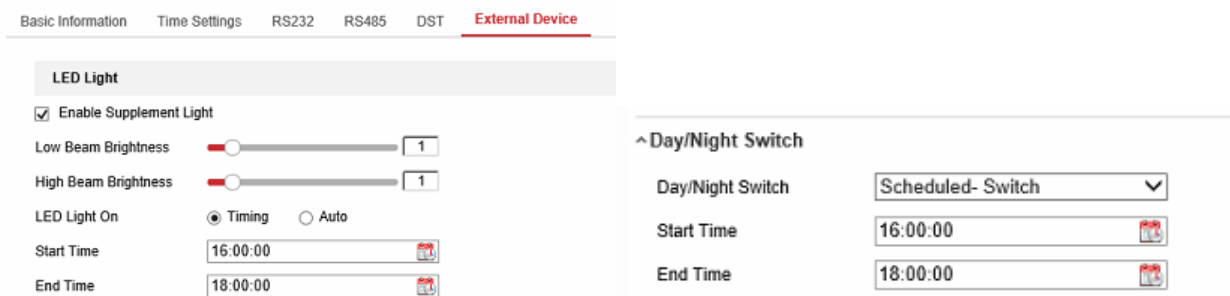 Basic Information Time Settings RS232 RS485 DST External Device
LED Light
Enable Supplement Light
Low Beam Brightness 1
High Beam Brightness 1
LED Light On Timing Auto
Start Time 16:00:00
End Time 18:00:00
Day/Night Switch
Day/Night Switch Scheduled- Switch
Start Time 16:00:00
End Time 18:00:00